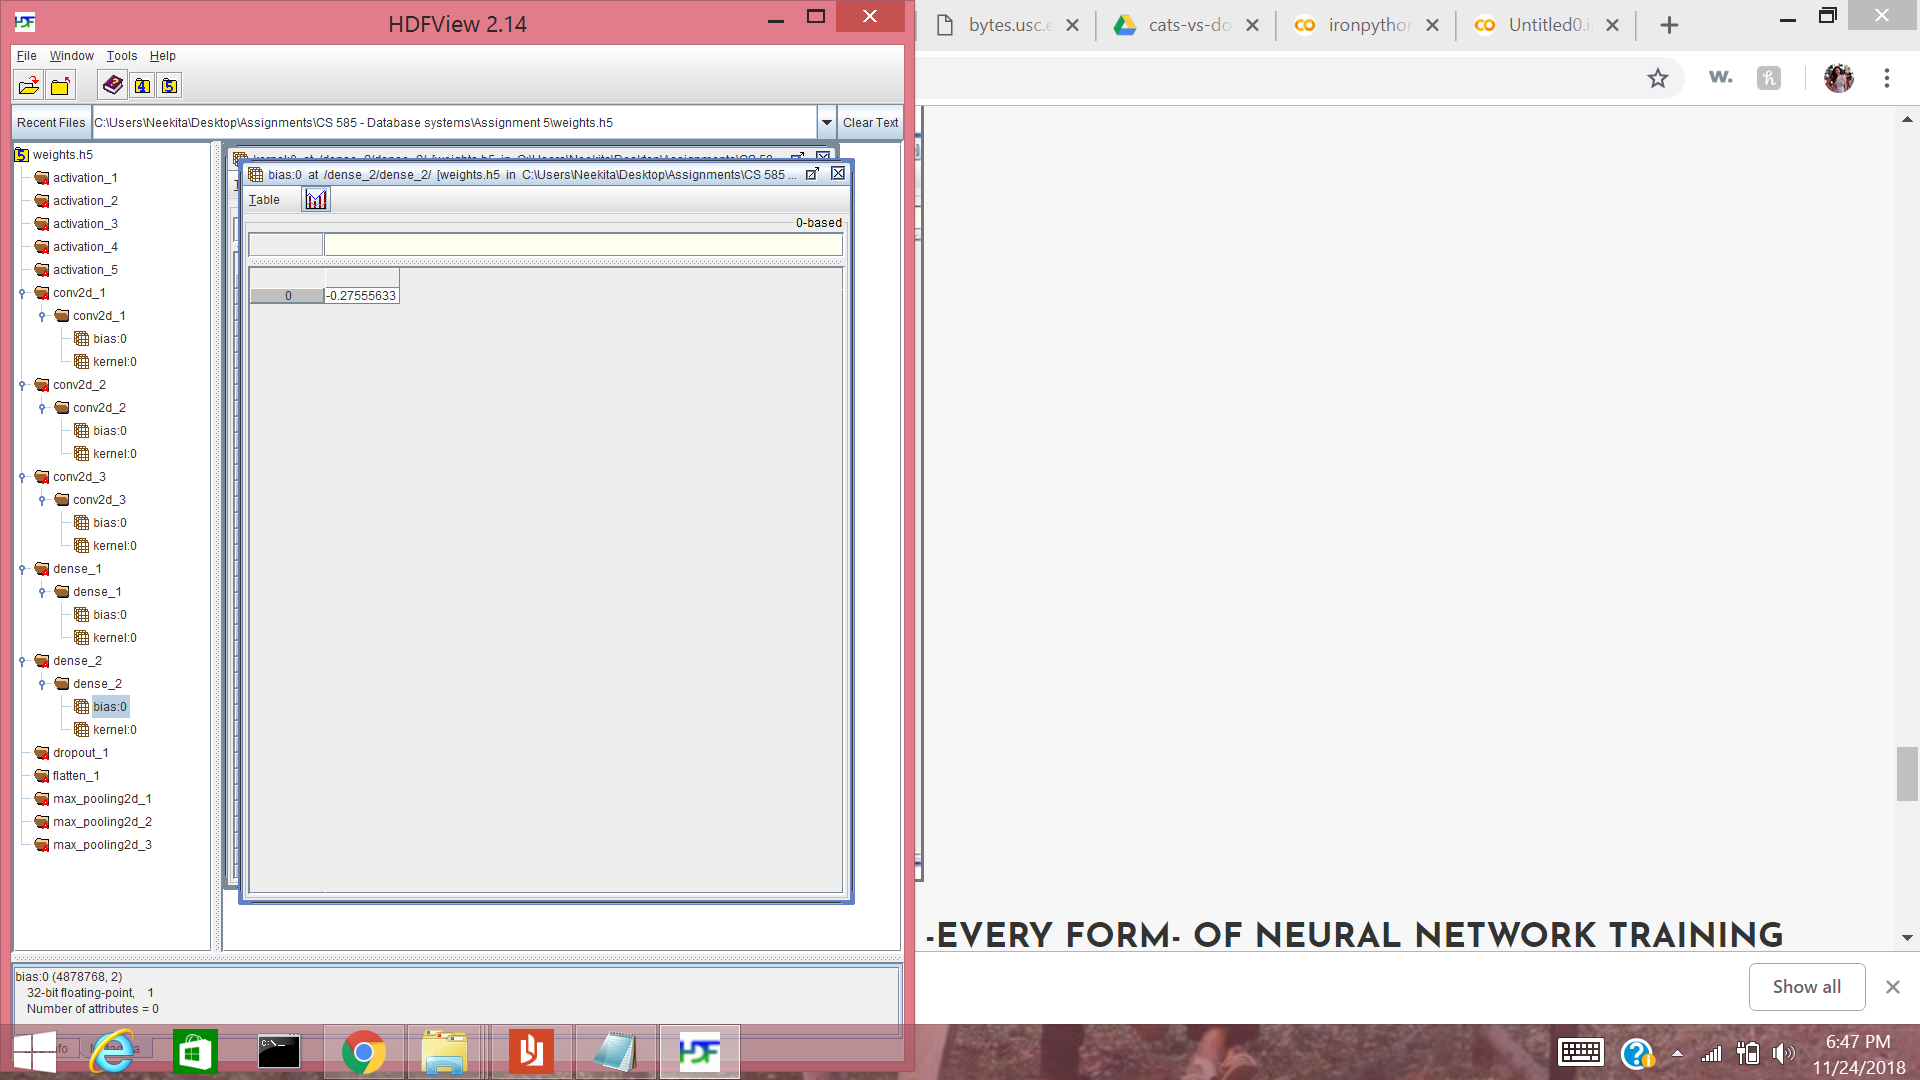 HDFView 2.14
File Window Tools Help
Recent Files C:\Users\Neekita\Desktop\Assignments\CS 585 - Database systems\Assignment 5\weights.h5 Clear Text
weights.h5
activation_1
activation_2
activation_3
activation_4
activation_5
conv2d_1
conv2d_1
bias:0
kernel:0
conv2d_2
conv2d_2
bias:0
kernel:0
conv2d_3
conv2d_3
bias:0
kernel:0
dense_1
dense_1
bias:0
kernel:0
dense_2
dense_2
bias:0
kernel:0
dropout_1
flatten_1
max_pooling2d_1
max_pooling2d_2
max_pooling2d_3
bias:0 at /dense_2/dense_2/ [weights.h5 in C:\Users\Neekita\Desktop\Assignments\CS 585 ...
Table
0-based
0 -0.27555633
bias:0 (4878768, 2)
32-bit floating-point, 1
Number of attributes = 0
bytes.usc.e
cats-vs-do
ironpython
Untitled0.i
-EVERY FORM- OF NEURAL NETWORK TRAINING
Show all
6:47 PM
11/24/2018